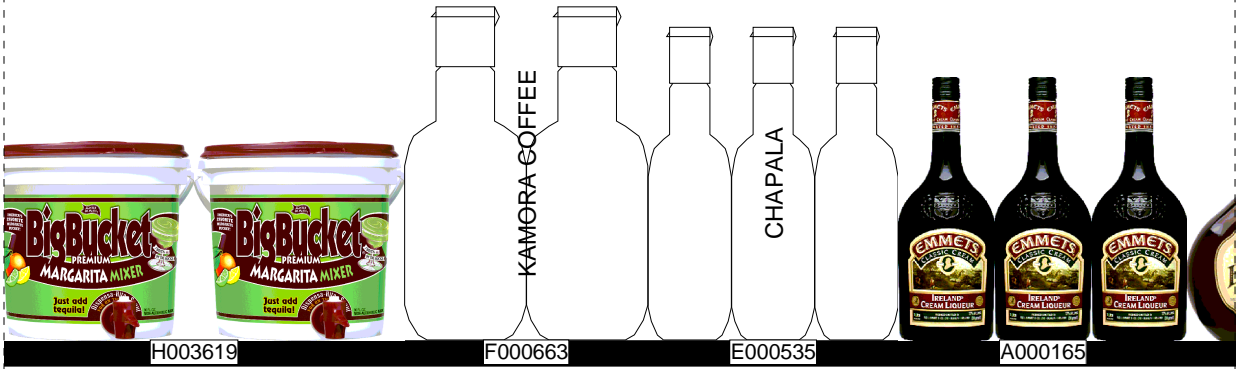 BigBucket
PREMIUM
MARGARITA MIXER
Just add
tequila!
BigBucket
PREMIUM
MARGARITA MIXER
Just add
tequila!
KAMORA COFFEE
CHAPALA
EMMETS
CLASSIC CREAM
IRELAND'S
CREAM LIQUEUR
EMMETS
CLASSIC CREAM
IRELAND'S
CREAM LIQUEUR
EMMETS
CLASSIC CREAM
IRELAND'S
CREAM LIQUEUR
H003619
F000663
E000535
A000165